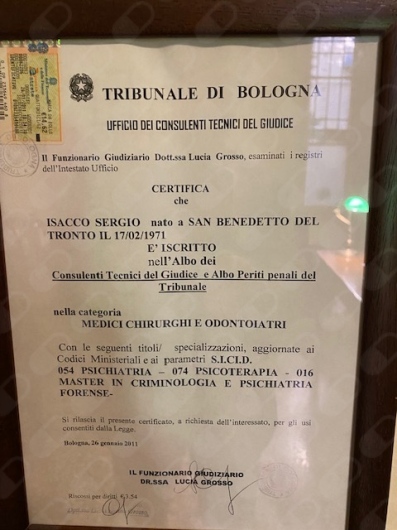 TRIBUNALE DI BOLOGNA
UFFICIO DEI CONSULENTI TECNICI DEL GIUDICE
Il Funzionario Giudiziario Dott.ssa Lucia Grosso, esaminati i registri
dell'Intestato Ufficio
CERTIFICA
che
ISACCO SERGIO nato a SAN BENEDETTO DEL
TRONTO IL 17/02/1971
E' ISCRITTO
nell'Albo dei
Consulenti Tecnici del Giudice e Albo Periti penali del
Tribunale
nella categoria
MEDICI CHIRURGHI E ODONTOIATRI
Con le seguenti titoli/ specializzazioni, aggiornate ai
Codici Ministeriali e ai parametri S.I.C.I.D.
054 PSICHIATRIA – 074 PSICOTERAPIA - 016
MASTER IN CRIMINOLOGIA E PSICHIATRIA
FORENSE-
Si rilascia il presente certificato, a richiesta dell'interessato, per gli usi
consentiti dalla Legge.
Bologna, 26 gennaio 2011
IL FUNZIONARIO GIUDIZIARIO
DR.SSA LUCIA GROSSO
Riscossa per diritti € 3.54